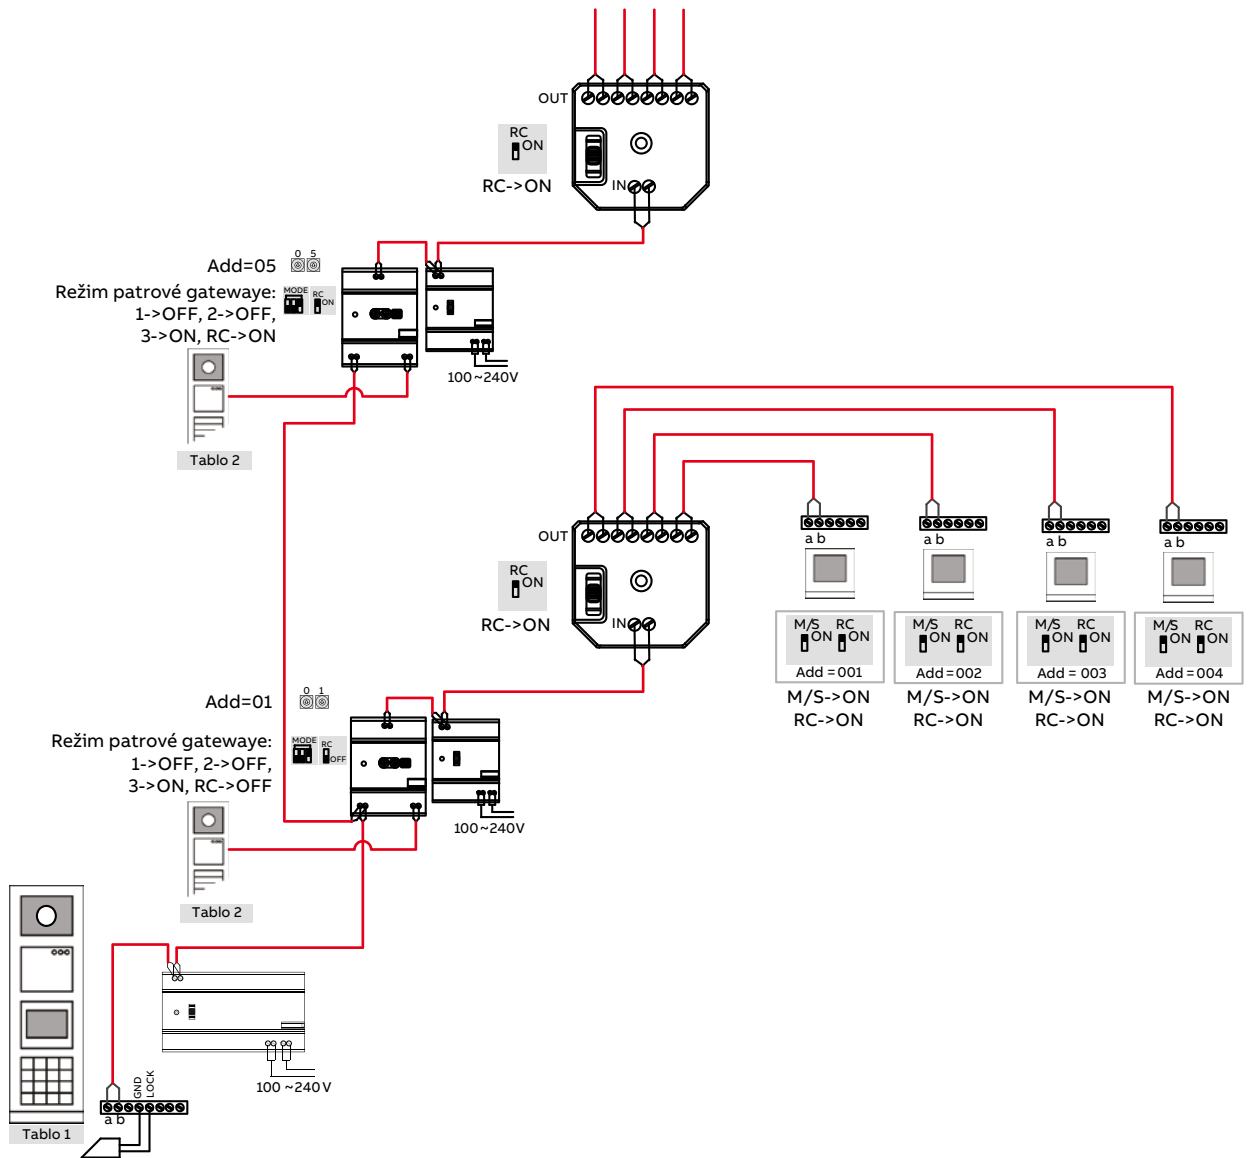 OUT
RC
ON
RC->ON
IN
Add=05
0 5
Režim patrové gatewaye:
1->OFF, 2->OFF,
3->ON, RC->ON
MODE
RC
ON
100~240V
Tablo 2
OUT
RC
ON
RC->ON
IN
a b
a b
a b
a b
M/S RC
ON ON
Add =001
M/S->ON
RC->ON
M/S RC
ON ON
Add=002
M/S->ON
RC->ON
M/S RC
ON ON
Add = 003
M/S->ON
RC->ON
M/S RC
ON ON
Add =004
M/S->ON
RC->ON
Add=01
0 1
Režim patrové gatewaye:
1->OFF, 2->OFF,
3->ON, RC->OFF
MODE
RC
OFF
100~240V
Tablo 2
100 ~240 V
GND
LOCK
a b
Tablo 1